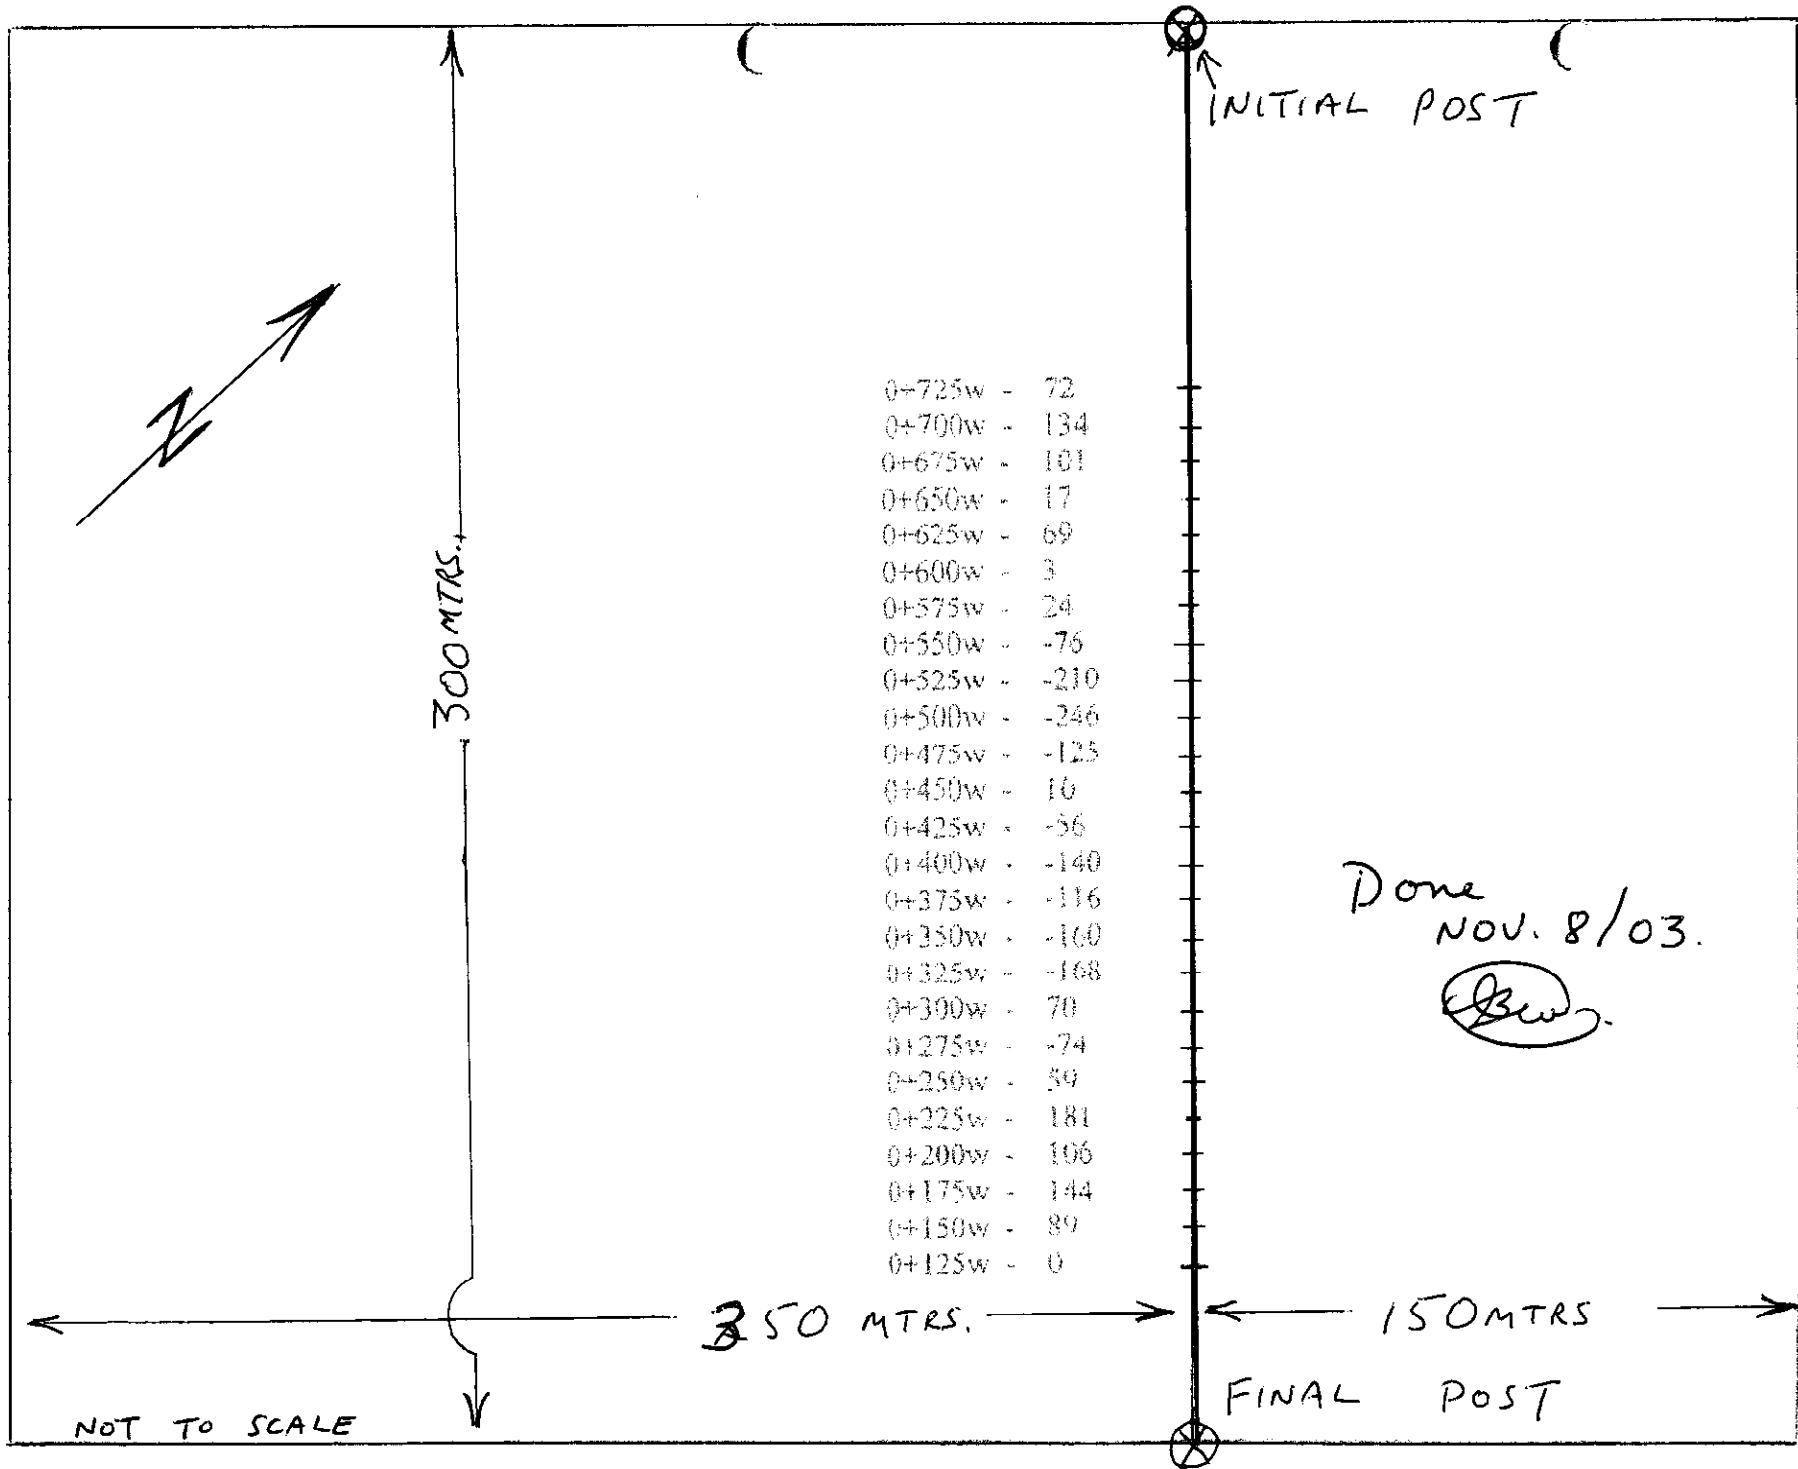 INITIAL POST
N
300 MTRS.
0+725w - 72
0+700w - 134
0+675w - 101
0+650w - 17
0+625w - 69
0+600w - 3
0+575w - 24
0+550w - -76
0+525w - -210
0+500w - -246
0+475w - -125
0+450w - 10
0+425w - -56
0+400w - -140
0+375w - -116
0+350w - -160
0+325w - -168
0+300w - 70
0+275w - -74
0+250w - 59
0+225w - 181
0+200w - 106
0+175w - 144
0+150w - 89
0+125w - 0
Done
NOV. 8/03.
350 MTRS.
150 MTRS
FINAL POST
NOT TO SCALE